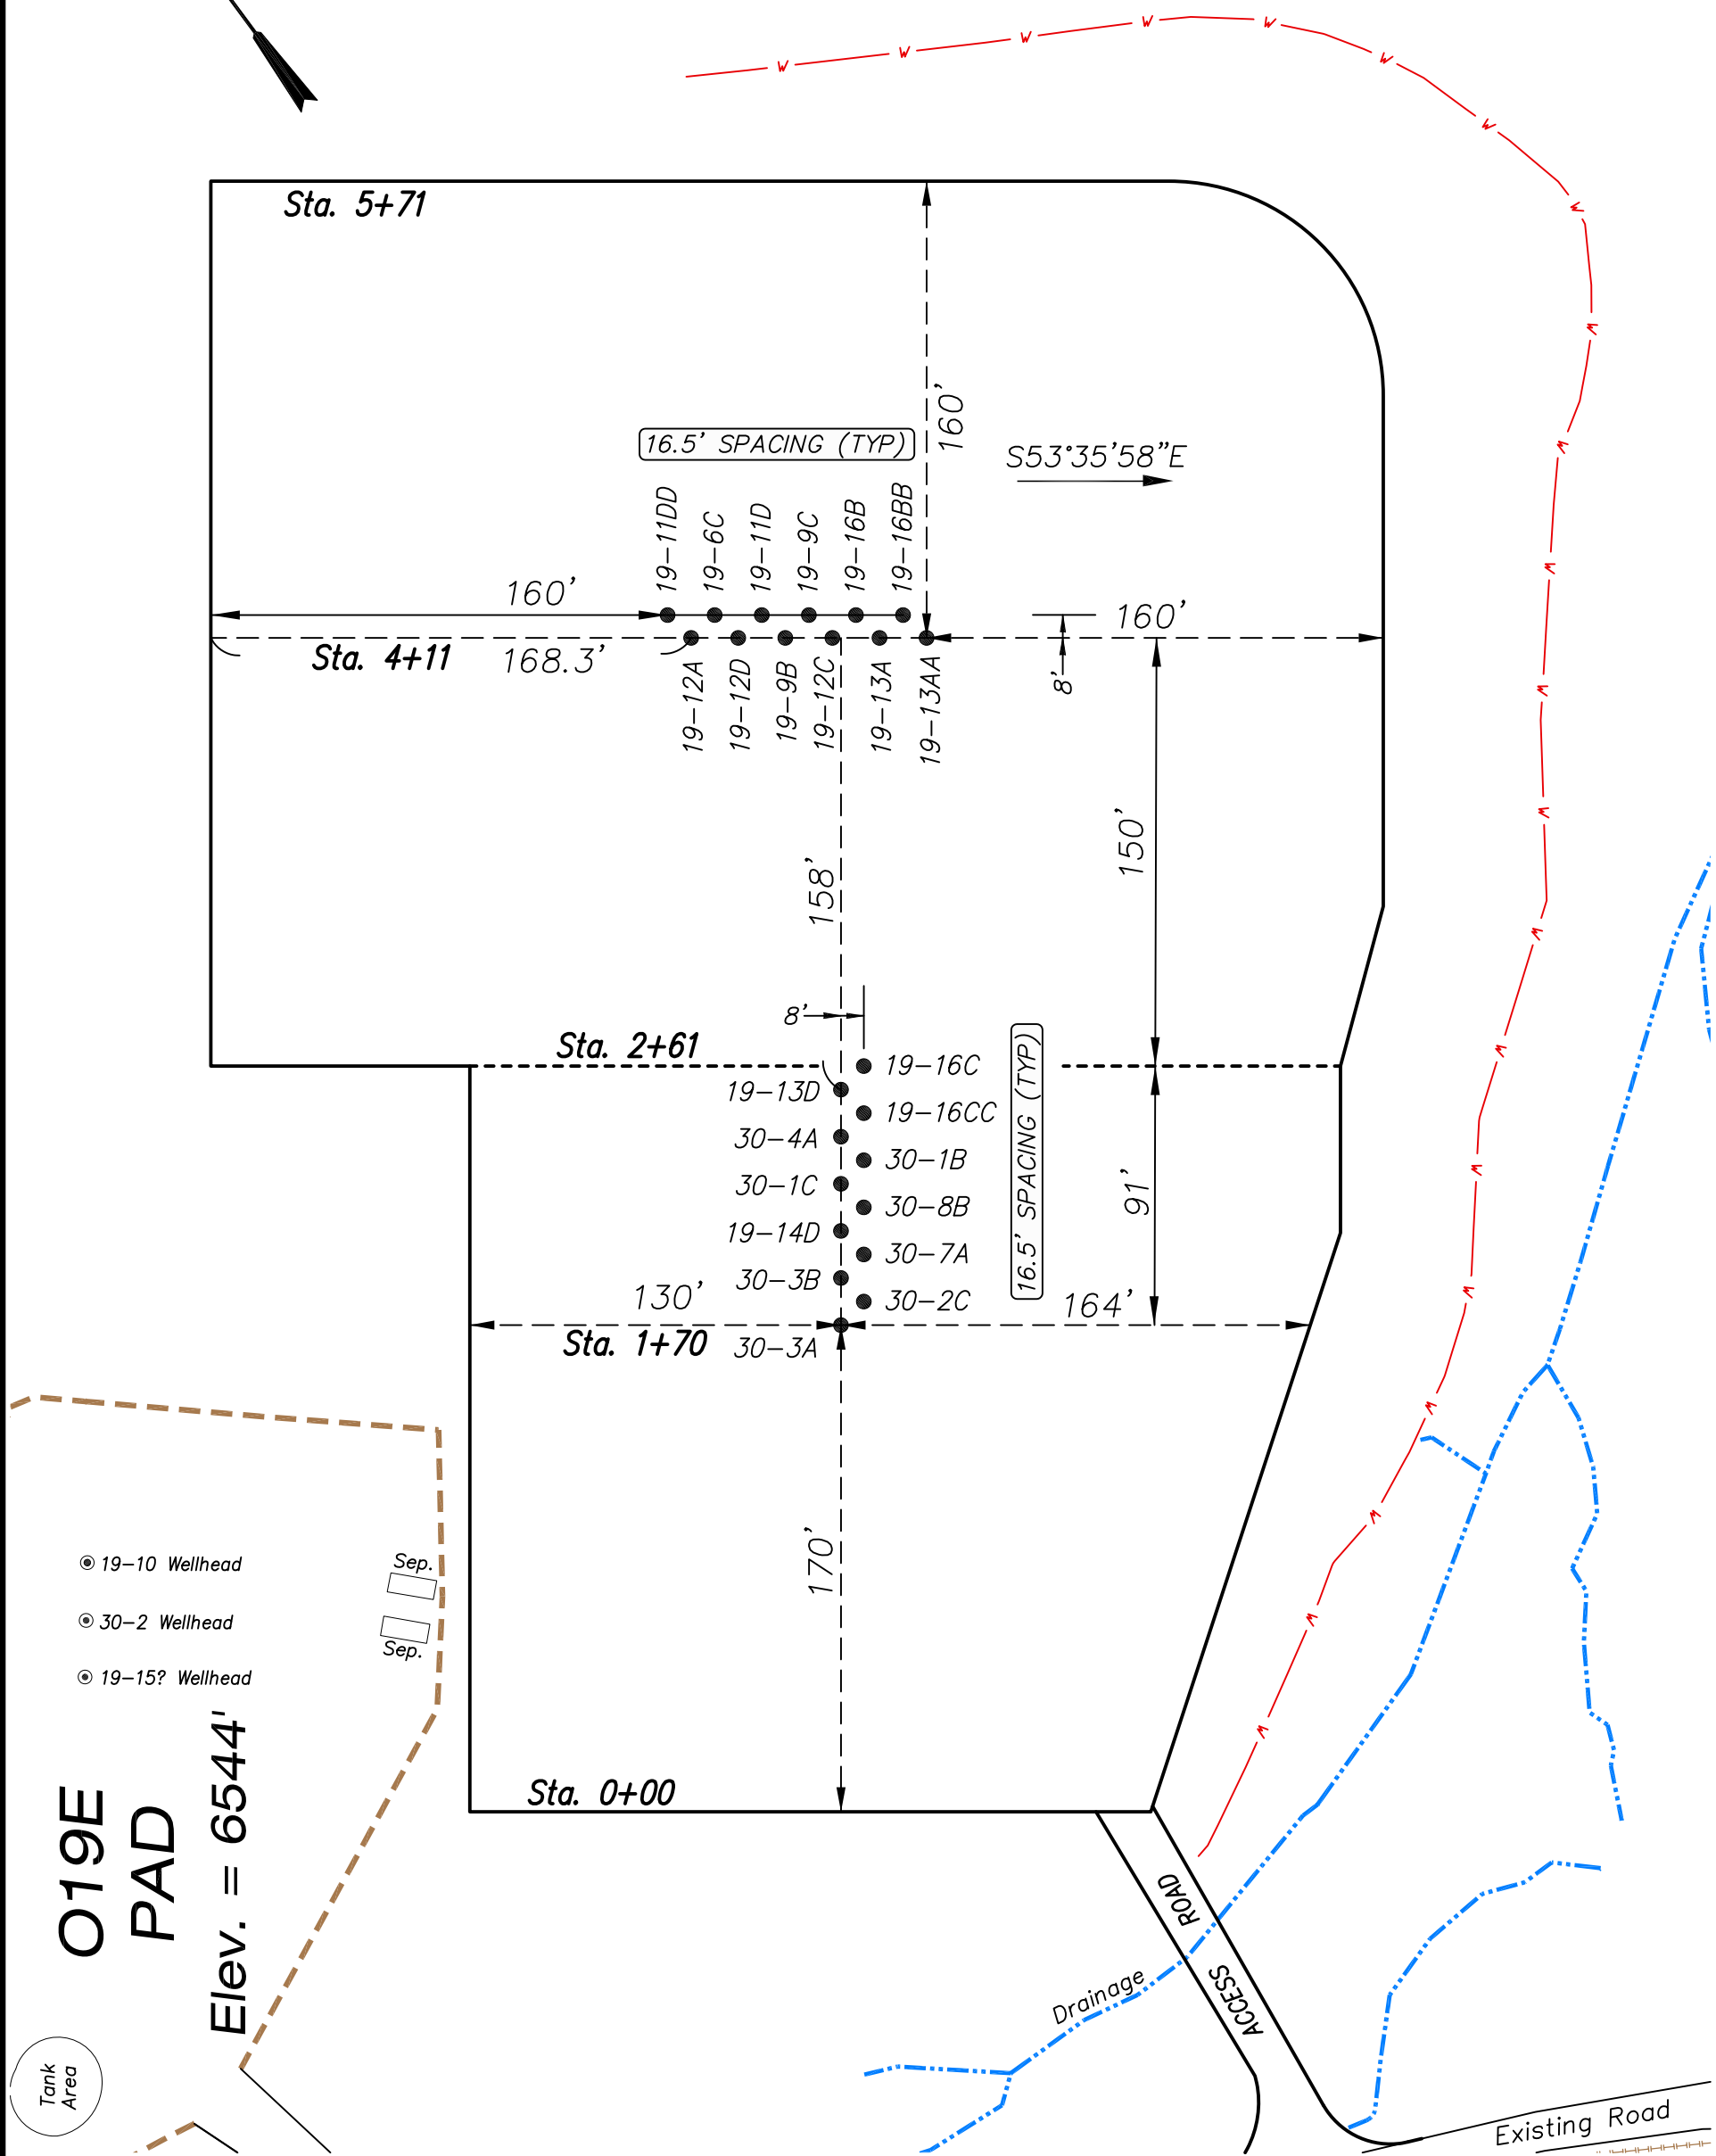 W W W W W W W
Sta. 5+71
W
W
160'
16.5' SPACING (TYP)
S53°35'58"E
W
19-11DD
19-6C
19-11D
19-9C
19-16B
19-16BB
W
160'
160'
Sta. 4+11
168.3'
8'
19-12A
19-12D
19-9B
19-12C
19-13A
19-13AA
W
150'
W
158'
W
8'
Sta. 2+61
W
19-16C
19-13D
19-16CC
30-4A
30-1B
30-1C
30-8B
19-14D
30-7A
30-3B
30-2C
16.5' SPACING (TYP)
91'
W
130'
164'
W
Sta. 1+70
30-3A
W
170'
W
19-10 Wellhead
Sep.
30-2 Wellhead
Sep.
W
19-15? Wellhead
W
O19E
PAD
Elev. = 6544'
Sta. 0+00
ACCESS ROAD
Drainage
Tank
Area
Existing Road